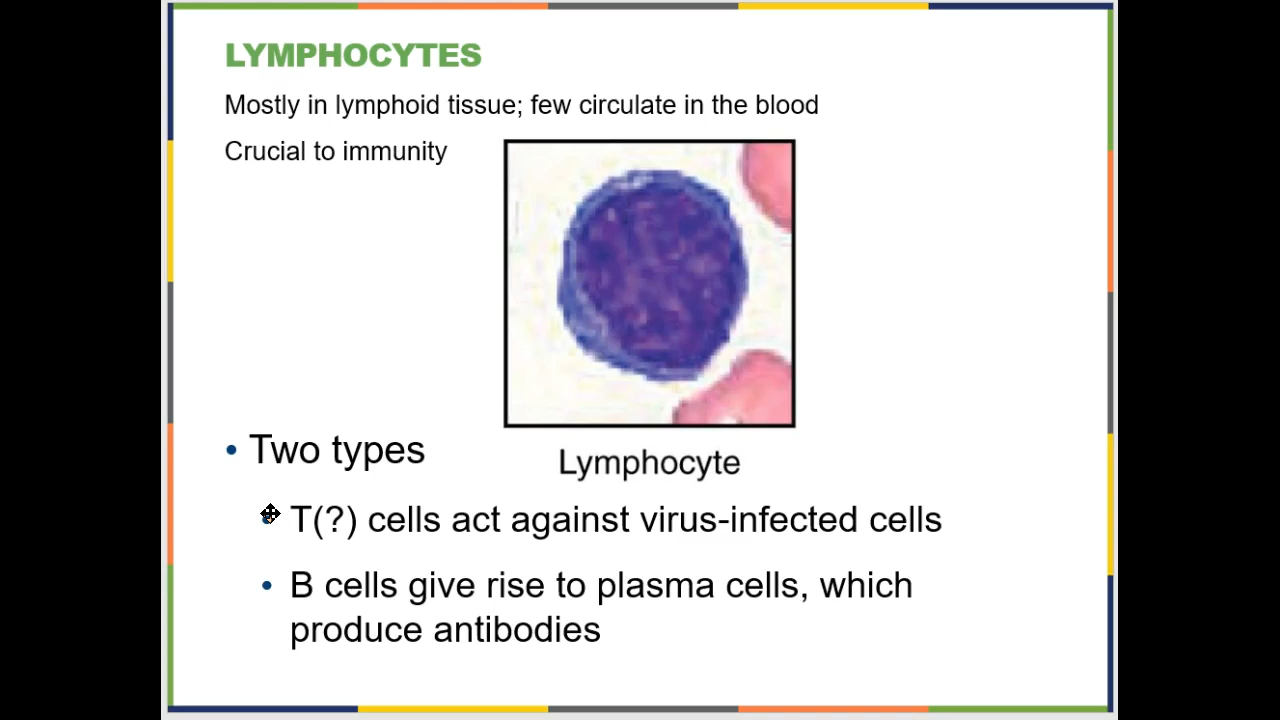 LYMPHOCYTES
Mostly in lymphoid tissue; few circulate in the blood
Crucial to immunity
• Two types
Lymphocyte
• T(?) cells act against virus-infected cells
• B cells give rise to plasma cells, which
produce antibodies